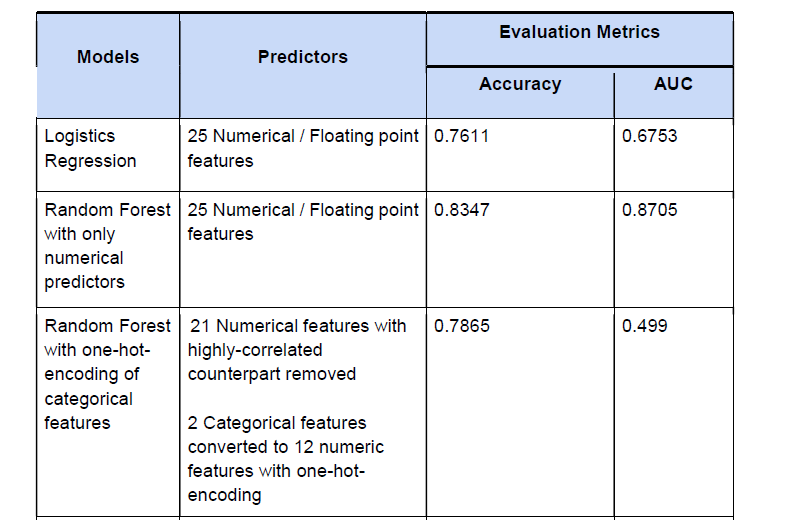 Models
Predictors
Evaluation Metrics
Accuracy
AUC
Logistics
Regression
25 Numerical / Floating point
features
0.7611
0.6753
Random Forest
with only
numerical
predictors
25 Numerical / Floating point
features
0.8347
0.8705
Random Forest
with one-hot-
encoding of
categorical
features
21 Numerical features with
highly-correlated
counterpart removed
2 Categorical features
converted to 12 numeric
features with one-hot-
encoding
0.7865
0.499